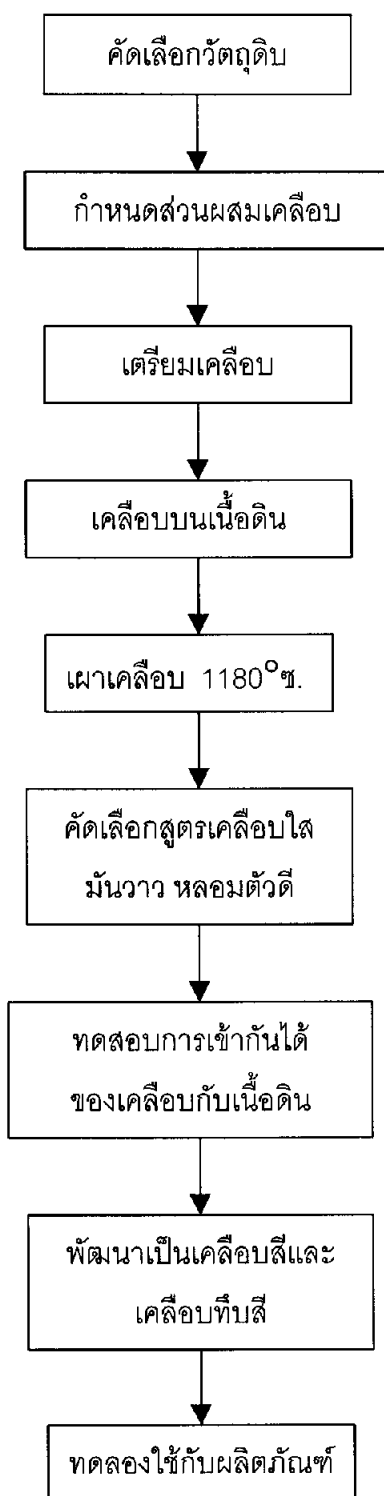 คัดเลือกวัตถุดิบ
กำหนดส่วนผสมเคลือบ
เตรียมเคลือบ
เคลือบบนเนื้อดิน
เผาเคลือบ 1180°ซ.
คัดเลือกสูตรเคลือบใส
มันวาว หลอมตัวดี
ทดสอบการเข้ากันได้
ของเคลือบกับเนื้อดิน
พัฒนาเป็นเคลือบสีและ
เคลือบทึบสี
ทดลองใช้กับผลิตภัณฑ์